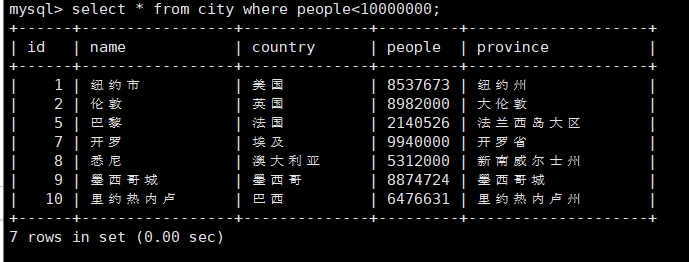 mysql> select * from city where people<10000000;
+------+-----------------+--------------+---------+--------------------+
| id | name | country | people | province |
+------+-----------------+--------------+---------+--------------------+
| 1 | 纽约市 | 美国 | 8537673 | 纽约州 |
| 2 | 伦敦 | 英国 | 8982000 | 大伦敦 |
| 5 | 巴黎 | 法国 | 2140526 | 法兰西岛大区 |
| 7 | 开罗 | 埃及 | 9940000 | 开罗省 |
| 8 | 悉尼 | 澳大利亚 | 5312000 | 新南威尔士州 |
| 9 | 墨西哥城 | 墨西哥 | 8874724 | 墨西哥城 |
| 10 | 里约热内卢 | 巴西 | 6476631 | 里约热内卢州 |
+------+-----------------+--------------+---------+--------------------+
7 rows in set (0.00 sec)